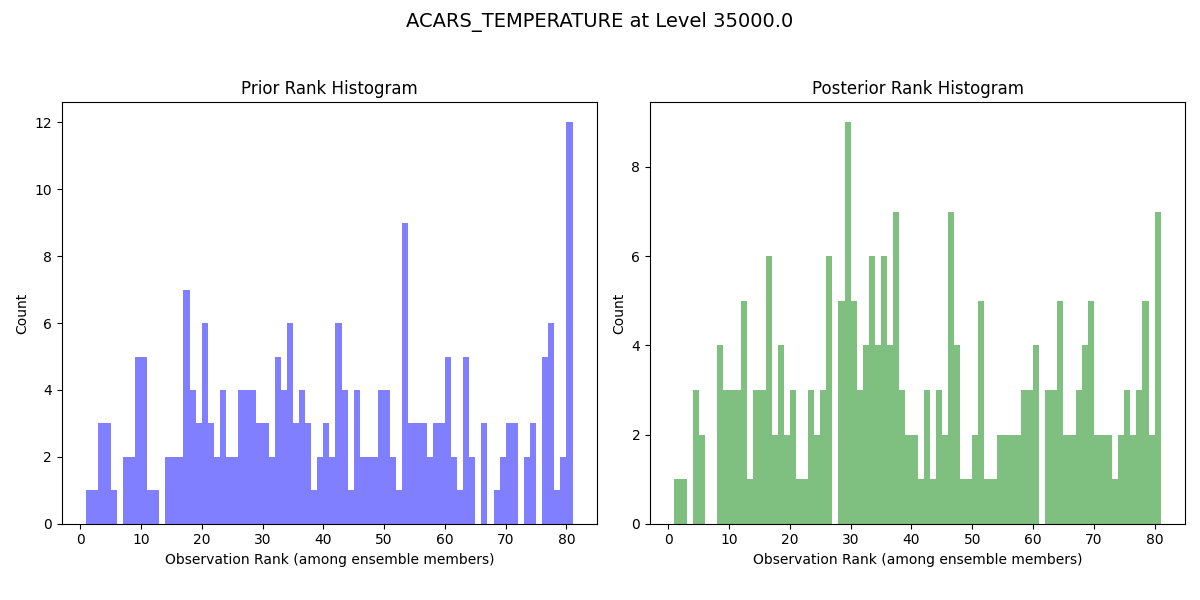 ACARS_TEMPERATURE at Level 35000.0
Prior Rank Histogram
Count
12
10
8
6
4
2
0
0 10 20 30 40 50 60 70 80
Observation Rank (among ensemble members)
Posterior Rank Histogram
Count
8
6
4
2
0
0 10 20 30 40 50 60 70 80
Observation Rank (among ensemble members)